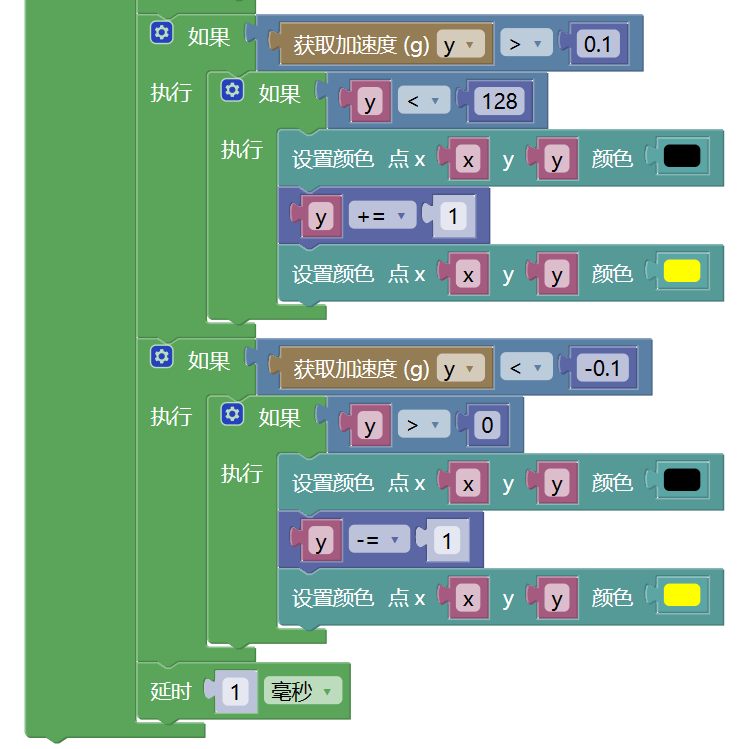 如果 获取加速度 (g) y > 0.1
执行 如果 y < 128
执行 设置颜色 点 x x y y 颜色
y += 1
设置颜色 点 x x y y 颜色
如果 获取加速度 (g) y < -0.1
执行 如果 y > 0
执行 设置颜色 点 x x y y 颜色
y -= 1
设置颜色 点 x x y y 颜色
延时 1 毫秒